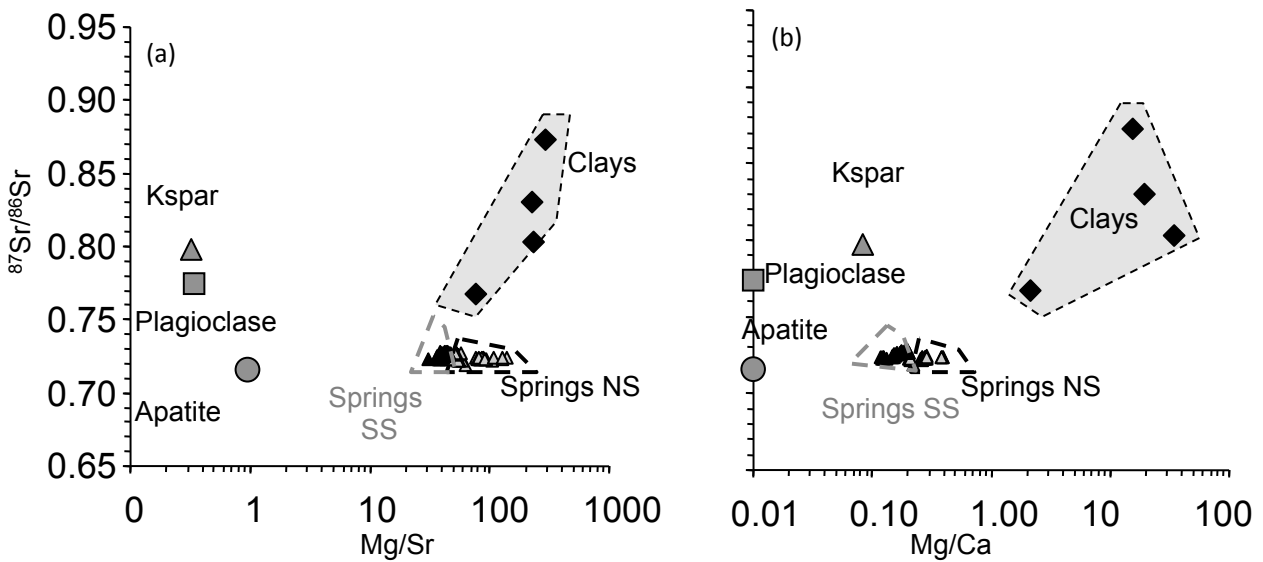 (a)
0.95
0.90
0.85
0.80
0.75
0.70
0.65
87Sr/86Sr
Kspar
Plagioclase
Apatite
Clays
Springs NS
Springs
SS
0 1 10 100 1000
Mg/Sr
(b)
Kspar
Plagioclase
Apatite
Clays
Springs NS
Springs SS
0.01 0.10 1.00 10 100
Mg/Ca